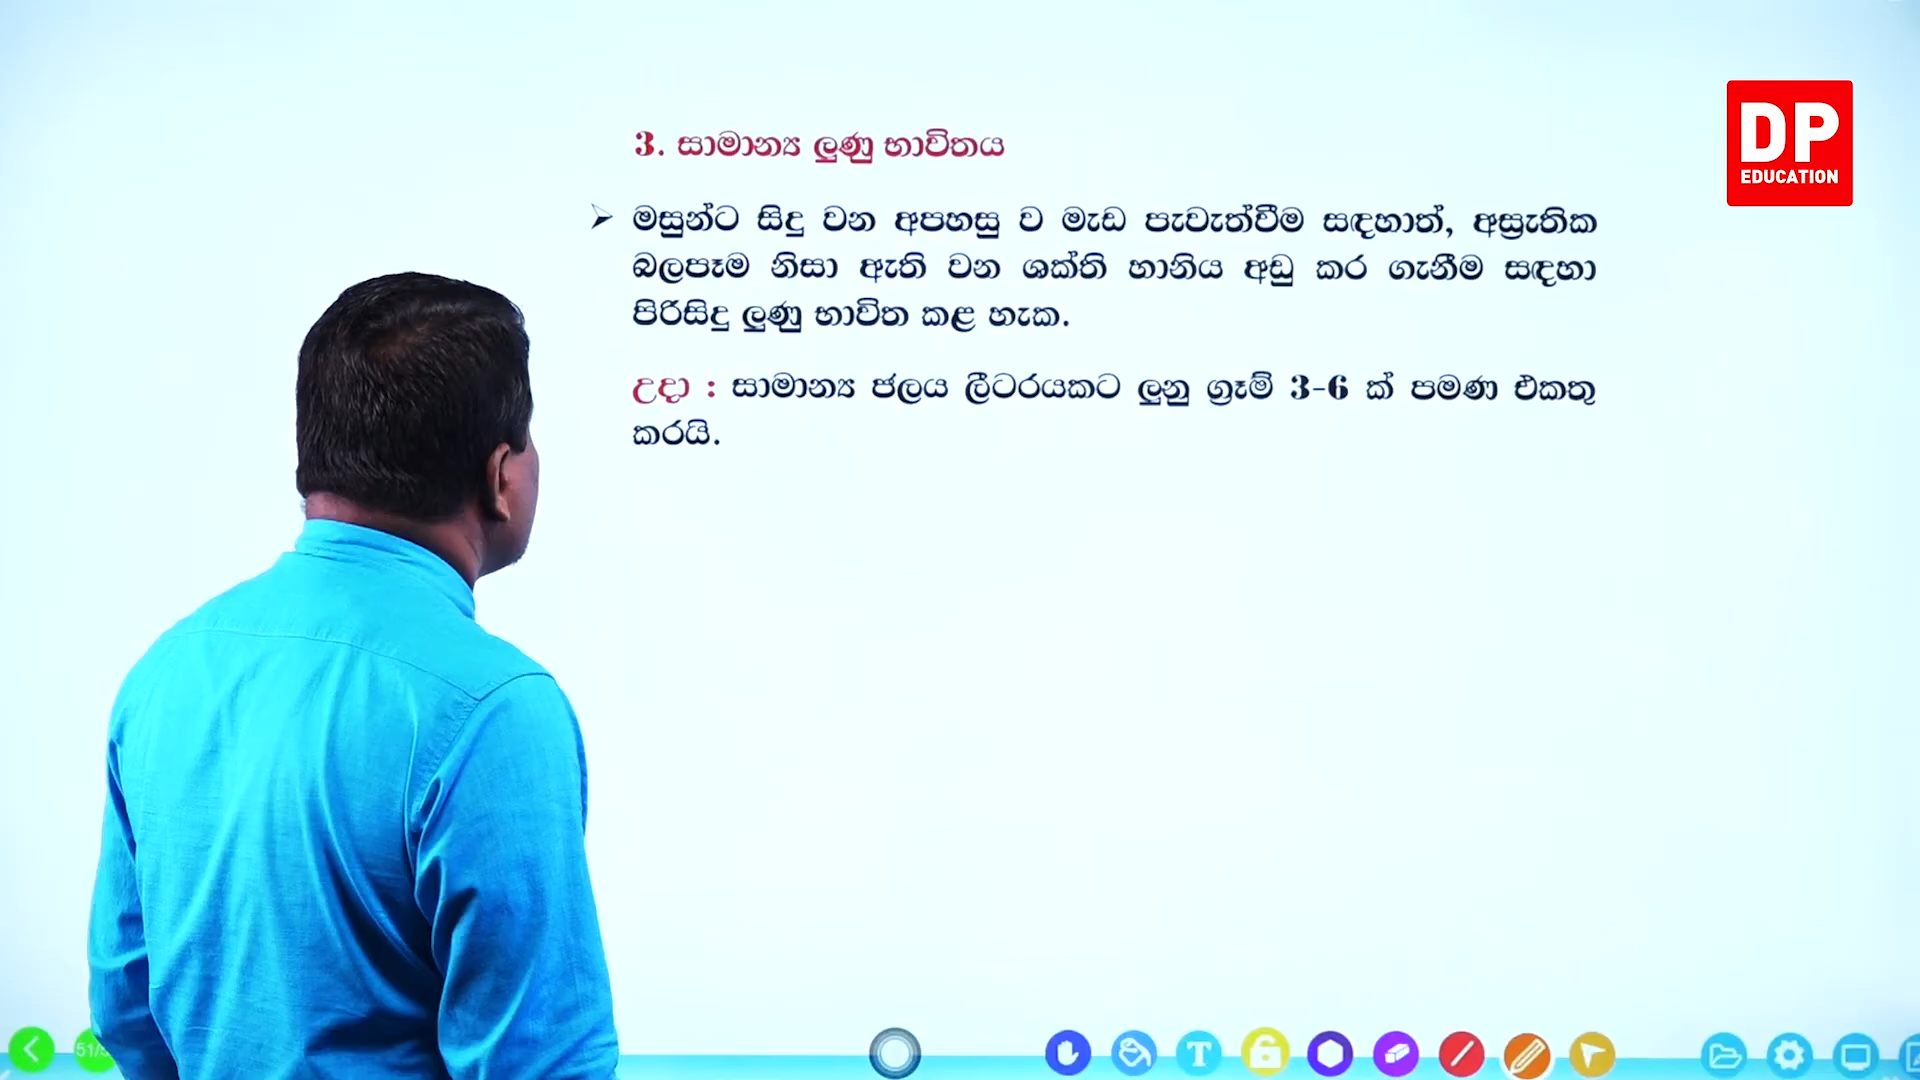 DP
EDUCATION
3. සාමාන්‍ය ලුණු භාවිතය
➢ මසුන්ට සිදු වන අපහසු ව මැඩ පැවැත්වීම සඳහාත්, අස්‍රැතික
බලපෑම නිසා ඇති වන ශක්ති හානිය අඩු කර ගැනීම සඳහා
පිරිසිදු ලුණු භාවිත කළ හැක.
උදා : සාමාන්‍ය ජලය ලීටරයකට ලුනු ග්‍රෑම් 3-6 ක් පමණ එකතු
කරයි.
T